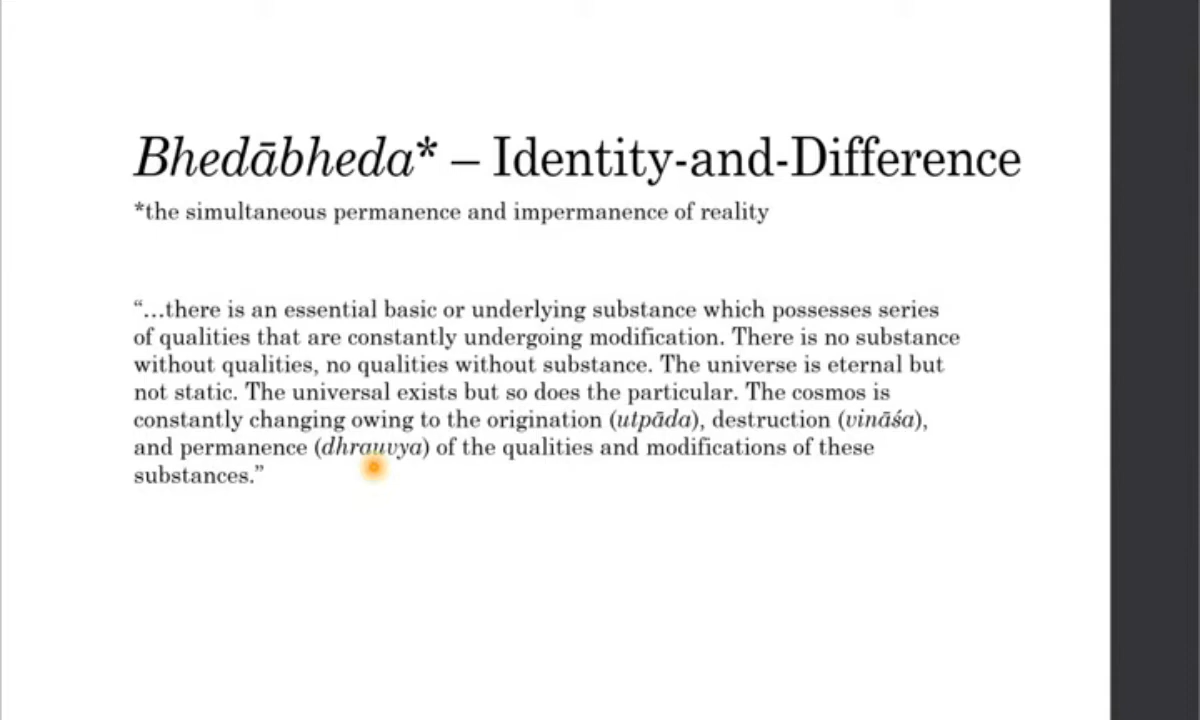 Bhedābheda* – Identity-and-Difference
*the simultaneous permanence and impermanence of reality
“…there is an essential basic or underlying substance which possesses series
of qualities that are constantly undergoing modification. There is no substance
without qualities, no qualities without substance. The universe is eternal but
not static. The universal exists but so does the particular. The cosmos is
constantly changing owing to the origination (utpāda), destruction (vināśa),
and permanence (dhrauvya) of the qualities and modifications of these
substances.”